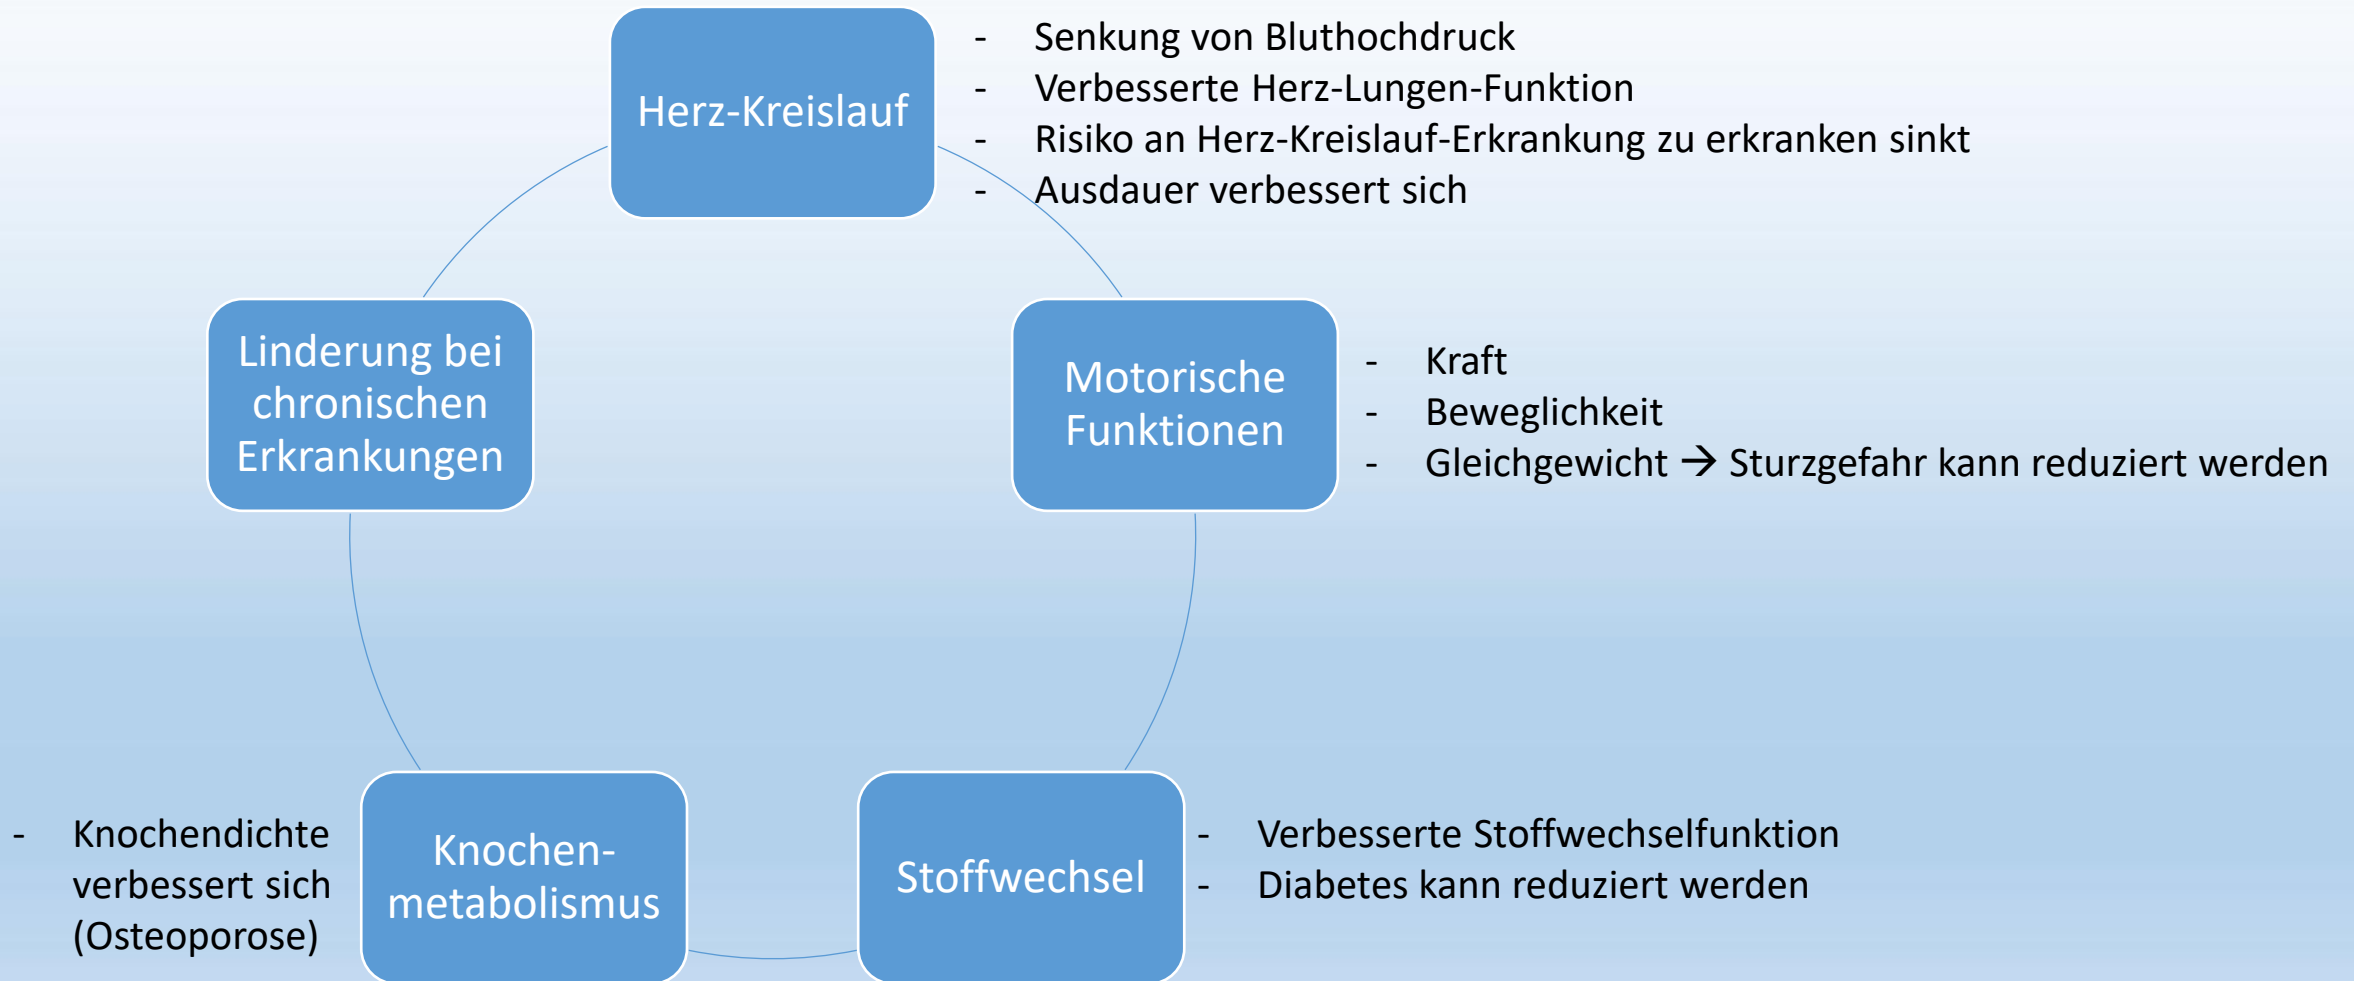 Herz-Kreislauf
- Senkung von Bluthochdruck
- Verbesserte Herz-Lungen-Funktion
- Risiko an Herz-Kreislauf-Erkrankung zu erkranken sinkt
- Ausdauer verbessert sich
Linderung bei
chronischen
Erkrankungen
Motorische
Funktionen
- Kraft
- Beweglichkeit
- Gleichgewicht → Sturzgefahr kann reduziert werden
- Knochendichte
verbessert sich
(Osteoporose)
Knochen-
metabolismus
Stoffwechsel
- Verbesserte Stoffwechselfunktion
- Diabetes kann reduziert werden